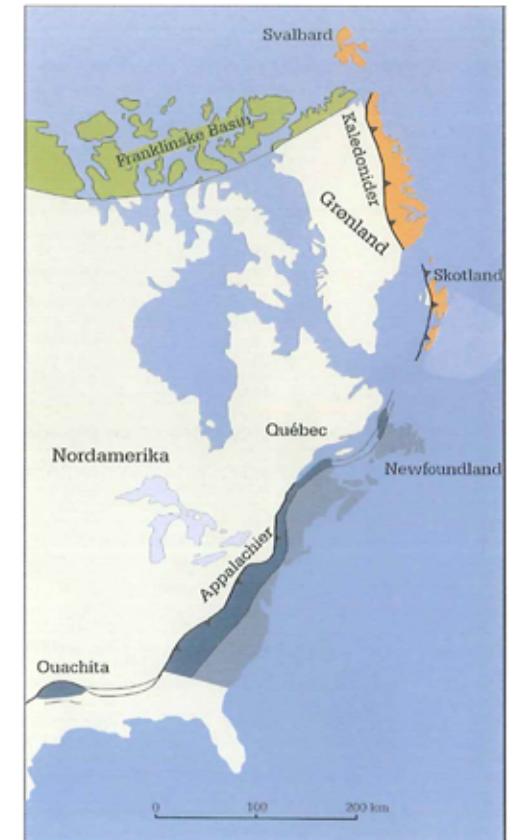 Svalbard
Franklinske Basin
Kaledonider
Grønland
Skotland
Québec
Nordamerika
Newfoundland
Appalachier
Ouachita
0 100 200 km